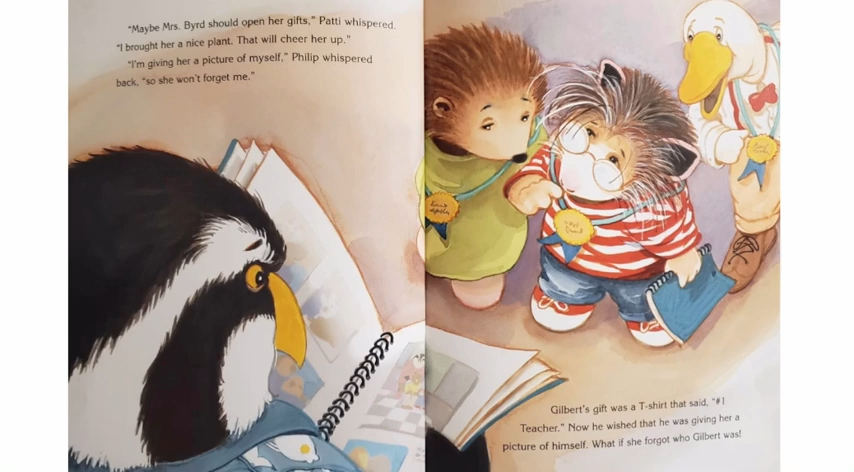 "Maybe Mrs. Byrd should open her gifts," Patti whispered.
"I brought her a nice plant. That will cheer her up."
"I'm giving her a picture of myself," Philip whispered
back, "so she won't forget me."
Gilbert's gift was a T-shirt that said, "#1
Teacher." Now he wished that he was giving her a
picture of himself. What if she forgot who Gilbert was!